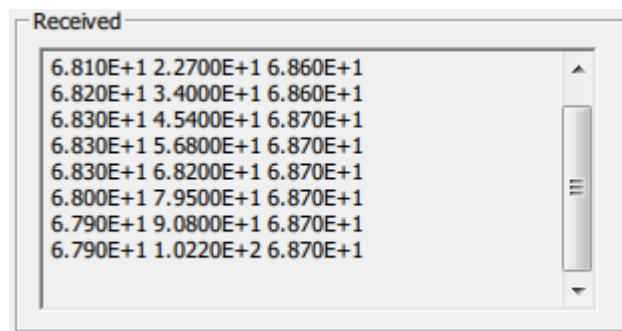 Received
6.810E+1 2.2700E+1 6.860E+1
6.820E+1 3.4000E+1 6.860E+1
6.830E+1 4.5400E+1 6.870E+1
6.830E+1 5.6800E+1 6.870E+1
6.830E+1 6.8200E+1 6.870E+1
6.800E+1 7.9500E+1 6.870E+1
6.790E+1 9.0800E+1 6.870E+1
6.790E+1 1.0220E+2 6.870E+1